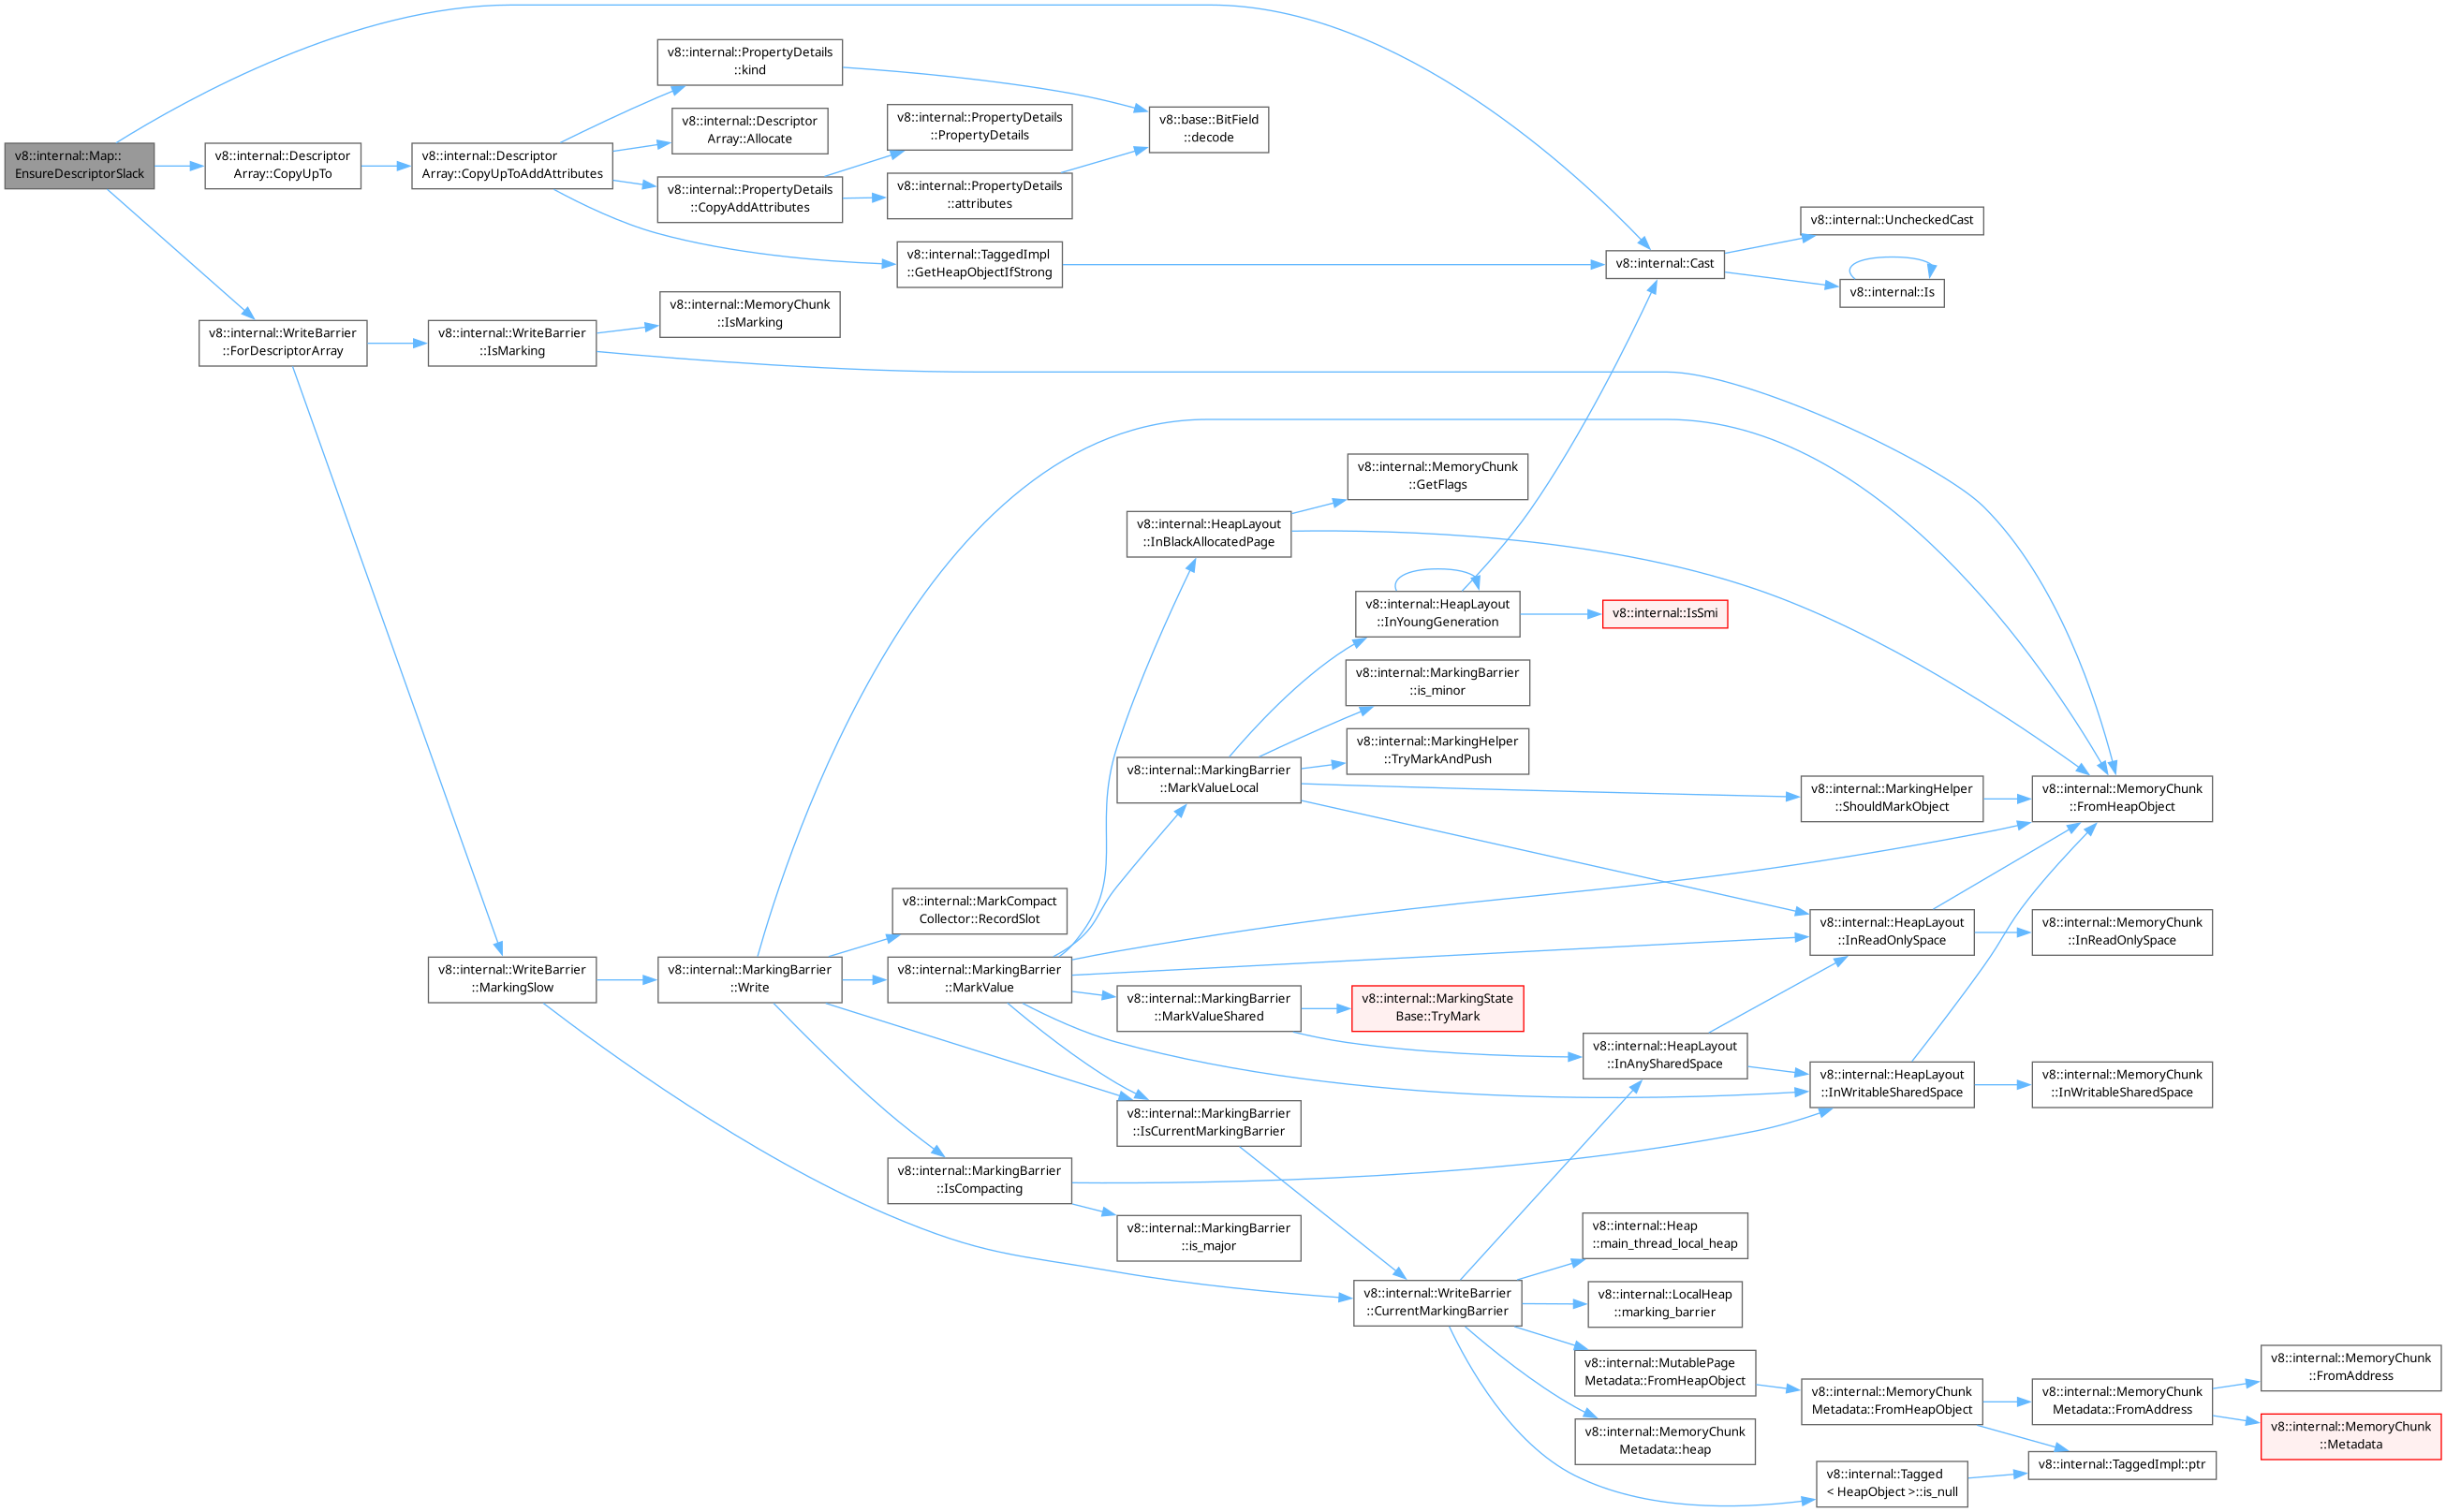 v8::internal::Map::
EnsureDescriptorSlack
v8::internal::Descriptor
Array::CopyUpTo
v8::internal::Descriptor
Array::CopyUpToAddAttributes
v8::internal::PropertyDetails
::kind
v8::internal::Descriptor
Array::Allocate
v8::internal::PropertyDetails
::CopyAddAttributes
v8::internal::PropertyDetails
::PropertyDetails
v8::internal::PropertyDetails
::attributes
v8::base::BitField
::decode
v8::internal::TaggedImpl
::GetHeapObjectIfStrong
v8::internal::Cast
v8::internal::UncheckedCast
v8::internal::Is
v8::internal::WriteBarrier
::ForDescriptorArray
v8::internal::WriteBarrier
::IsMarking
v8::internal::MemoryChunk
::IsMarking
v8::internal::MemoryChunk
::GetFlags
v8::internal::HeapLayout
::InBlackAllocatedPage
v8::internal::HeapLayout
::InYoungGeneration
v8::internal::IsSmi
v8::internal::MarkingBarrier
::is_minor
v8::internal::MarkingHelper
::TryMarkAndPush
v8::internal::MarkingBarrier
::MarkValueLocal
v8::internal::MarkingHelper
::ShouldMarkObject
v8::internal::MemoryChunk
::FromHeapObject
v8::internal::MarkCompact
Collector::RecordSlot
v8::internal::WriteBarrier
::MarkingSlow
v8::internal::MarkingBarrier
::Write
v8::internal::MarkingBarrier
::MarkValue
v8::internal::HeapLayout
::InReadOnlySpace
v8::internal::MemoryChunk
::InReadOnlySpace
v8::internal::MarkingBarrier
::MarkValueShared
v8::internal::MarkingState
Base::TryMark
v8::internal::HeapLayout
::InAnySharedSpace
v8::internal::HeapLayout
::InWritableSharedSpace
v8::internal::MemoryChunk
::InWritableSharedSpace
v8::internal::MarkingBarrier
::IsCurrentMarkingBarrier
v8::internal::MarkingBarrier
::IsCompacting
v8::internal::MarkingBarrier
::is_major
v8::internal::Heap
::main_thread_local_heap
v8::internal::WriteBarrier
::CurrentMarkingBarrier
v8::internal::LocalHeap
::marking_barrier
v8::internal::MutablePage
Metadata::FromHeapObject
v8::internal::MemoryChunk
Metadata::FromHeapObject
v8::internal::MemoryChunk
Metadata::FromAddress
v8::internal::MemoryChunk
::FromAddress
v8::internal::MemoryChunk
::Metadata
v8::internal::MemoryChunk
Metadata::heap
v8::internal::Tagged
< HeapObject >::is_null
v8::internal::TaggedImpl::ptr